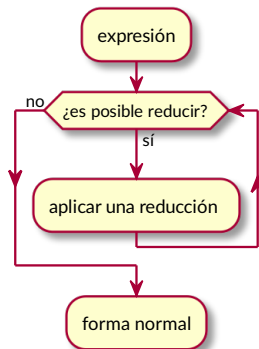 expresión
¿es posible reducir?
no
sí
aplicar una reducción
forma normal